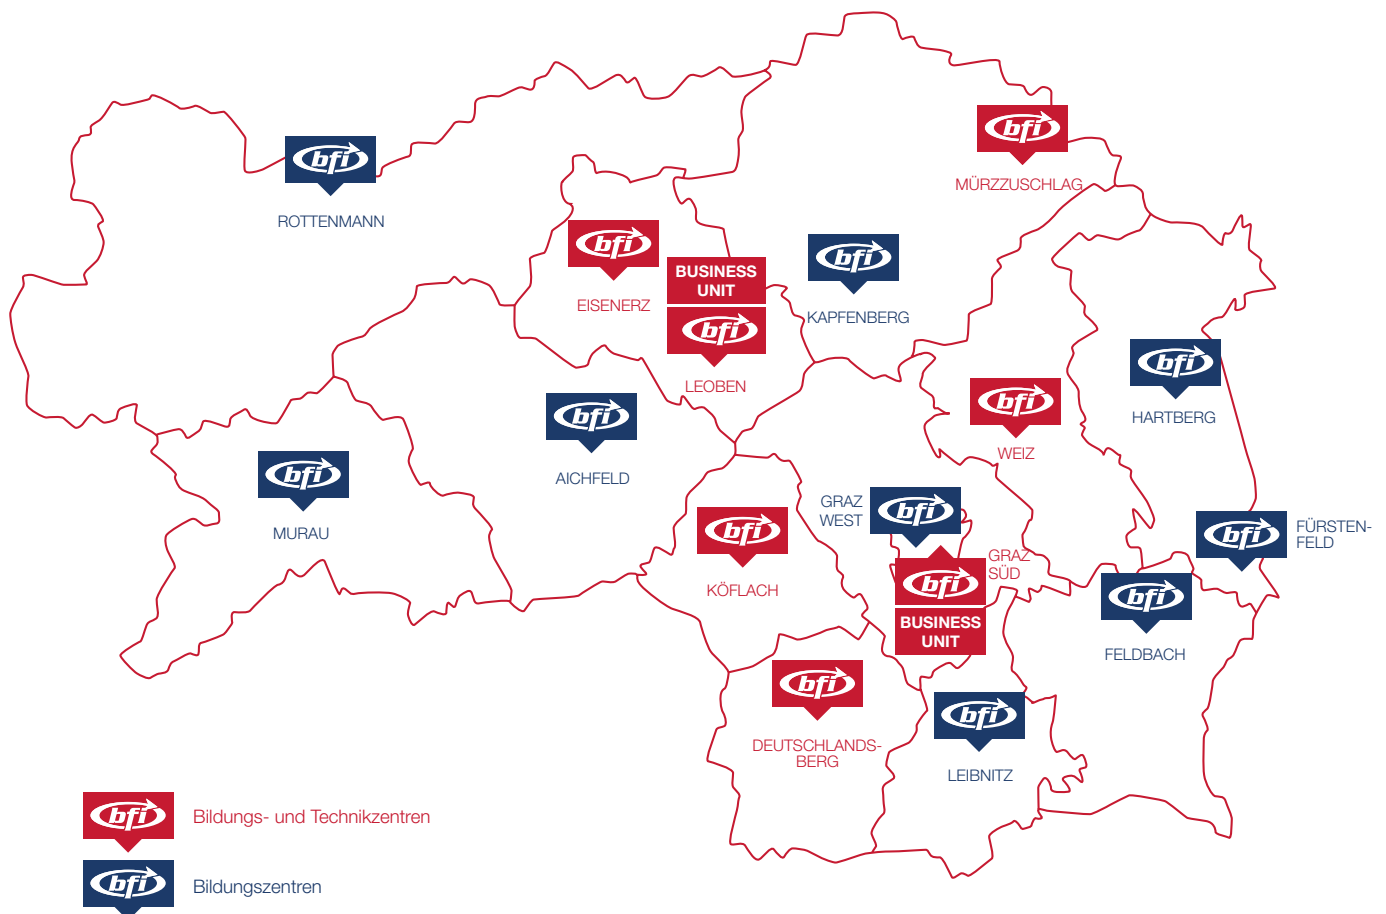 bfi
MÜRZZUSCHLAG
bfi
ROTTENMANN
bfi
EISENERZ
BUSINESS
UNIT
bfi
LEOBEN
bfi
KAPFENBERG
bfi
HARTBERG
bfi
WEIZ
bfi
AICHFELD
bfi
MURAU
GRAZ
WEST
bfi
bfi
KÖFLACH
bfi
FÜRSTEN-
FELD
GRAZ
SÜD
bfi
BUSINESS
UNIT
bfi
FELDBACH
bfi
DEUTSCHLANDS-
BERG
bfi
LEIBNITZ
bfi
Bildungs- und Technikzentren
bfi
Bildungszentren